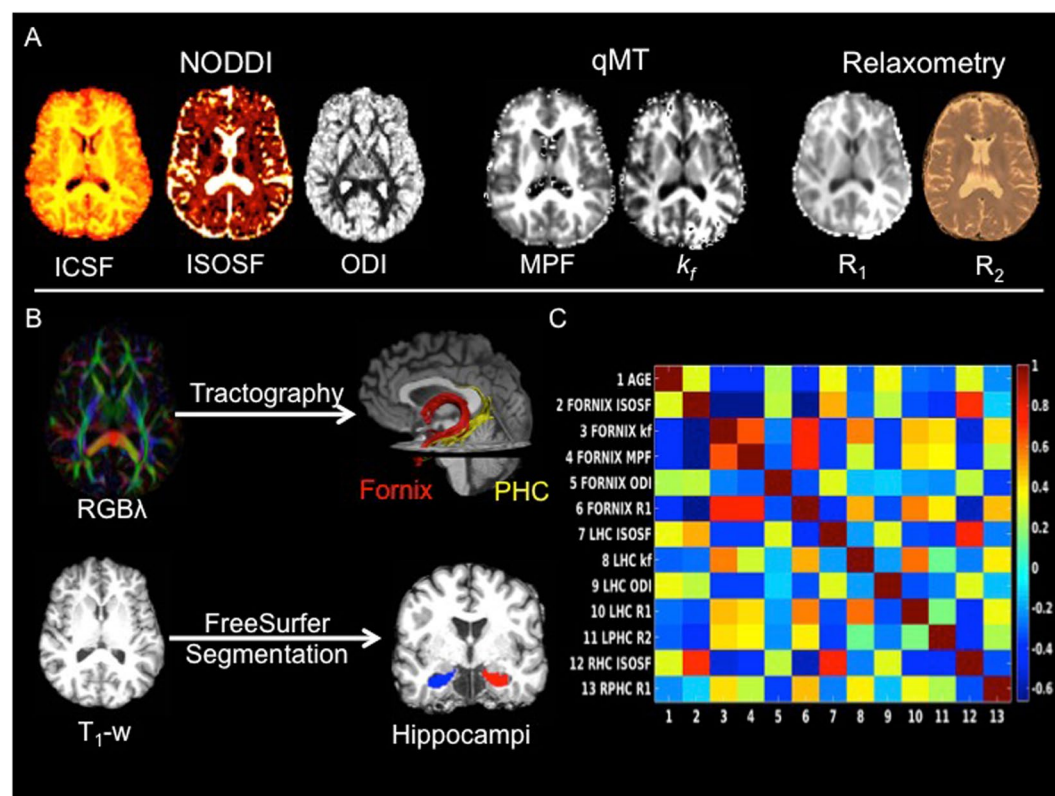 A
NODDI
qMT
Relaxometry
ICSF
ISOSF
ODI
MPF
k_f
R₁
R₂
B
Tractography
RGBλ
Fornix
PHC
FreeSurfer
Segmentation
T₁-w
Hippocampi
C
1 AGE
2 FORNIX ISOSF
3 FORNIX kf
4 FORNIX MPF
5 FORNIX ODI
6 FORNIX R1
7 LHC ISOSF
8 LHC kf
9 LHC ODI
10 LHC R1
11 LPHC R2
12 RHC ISOSF
13 RPHC R1
1 2 3 4 5 6 7 8 9 10 11 12 13
1
0.8
0.6
0.4
0.2
0
-0.2
-0.4
-0.6